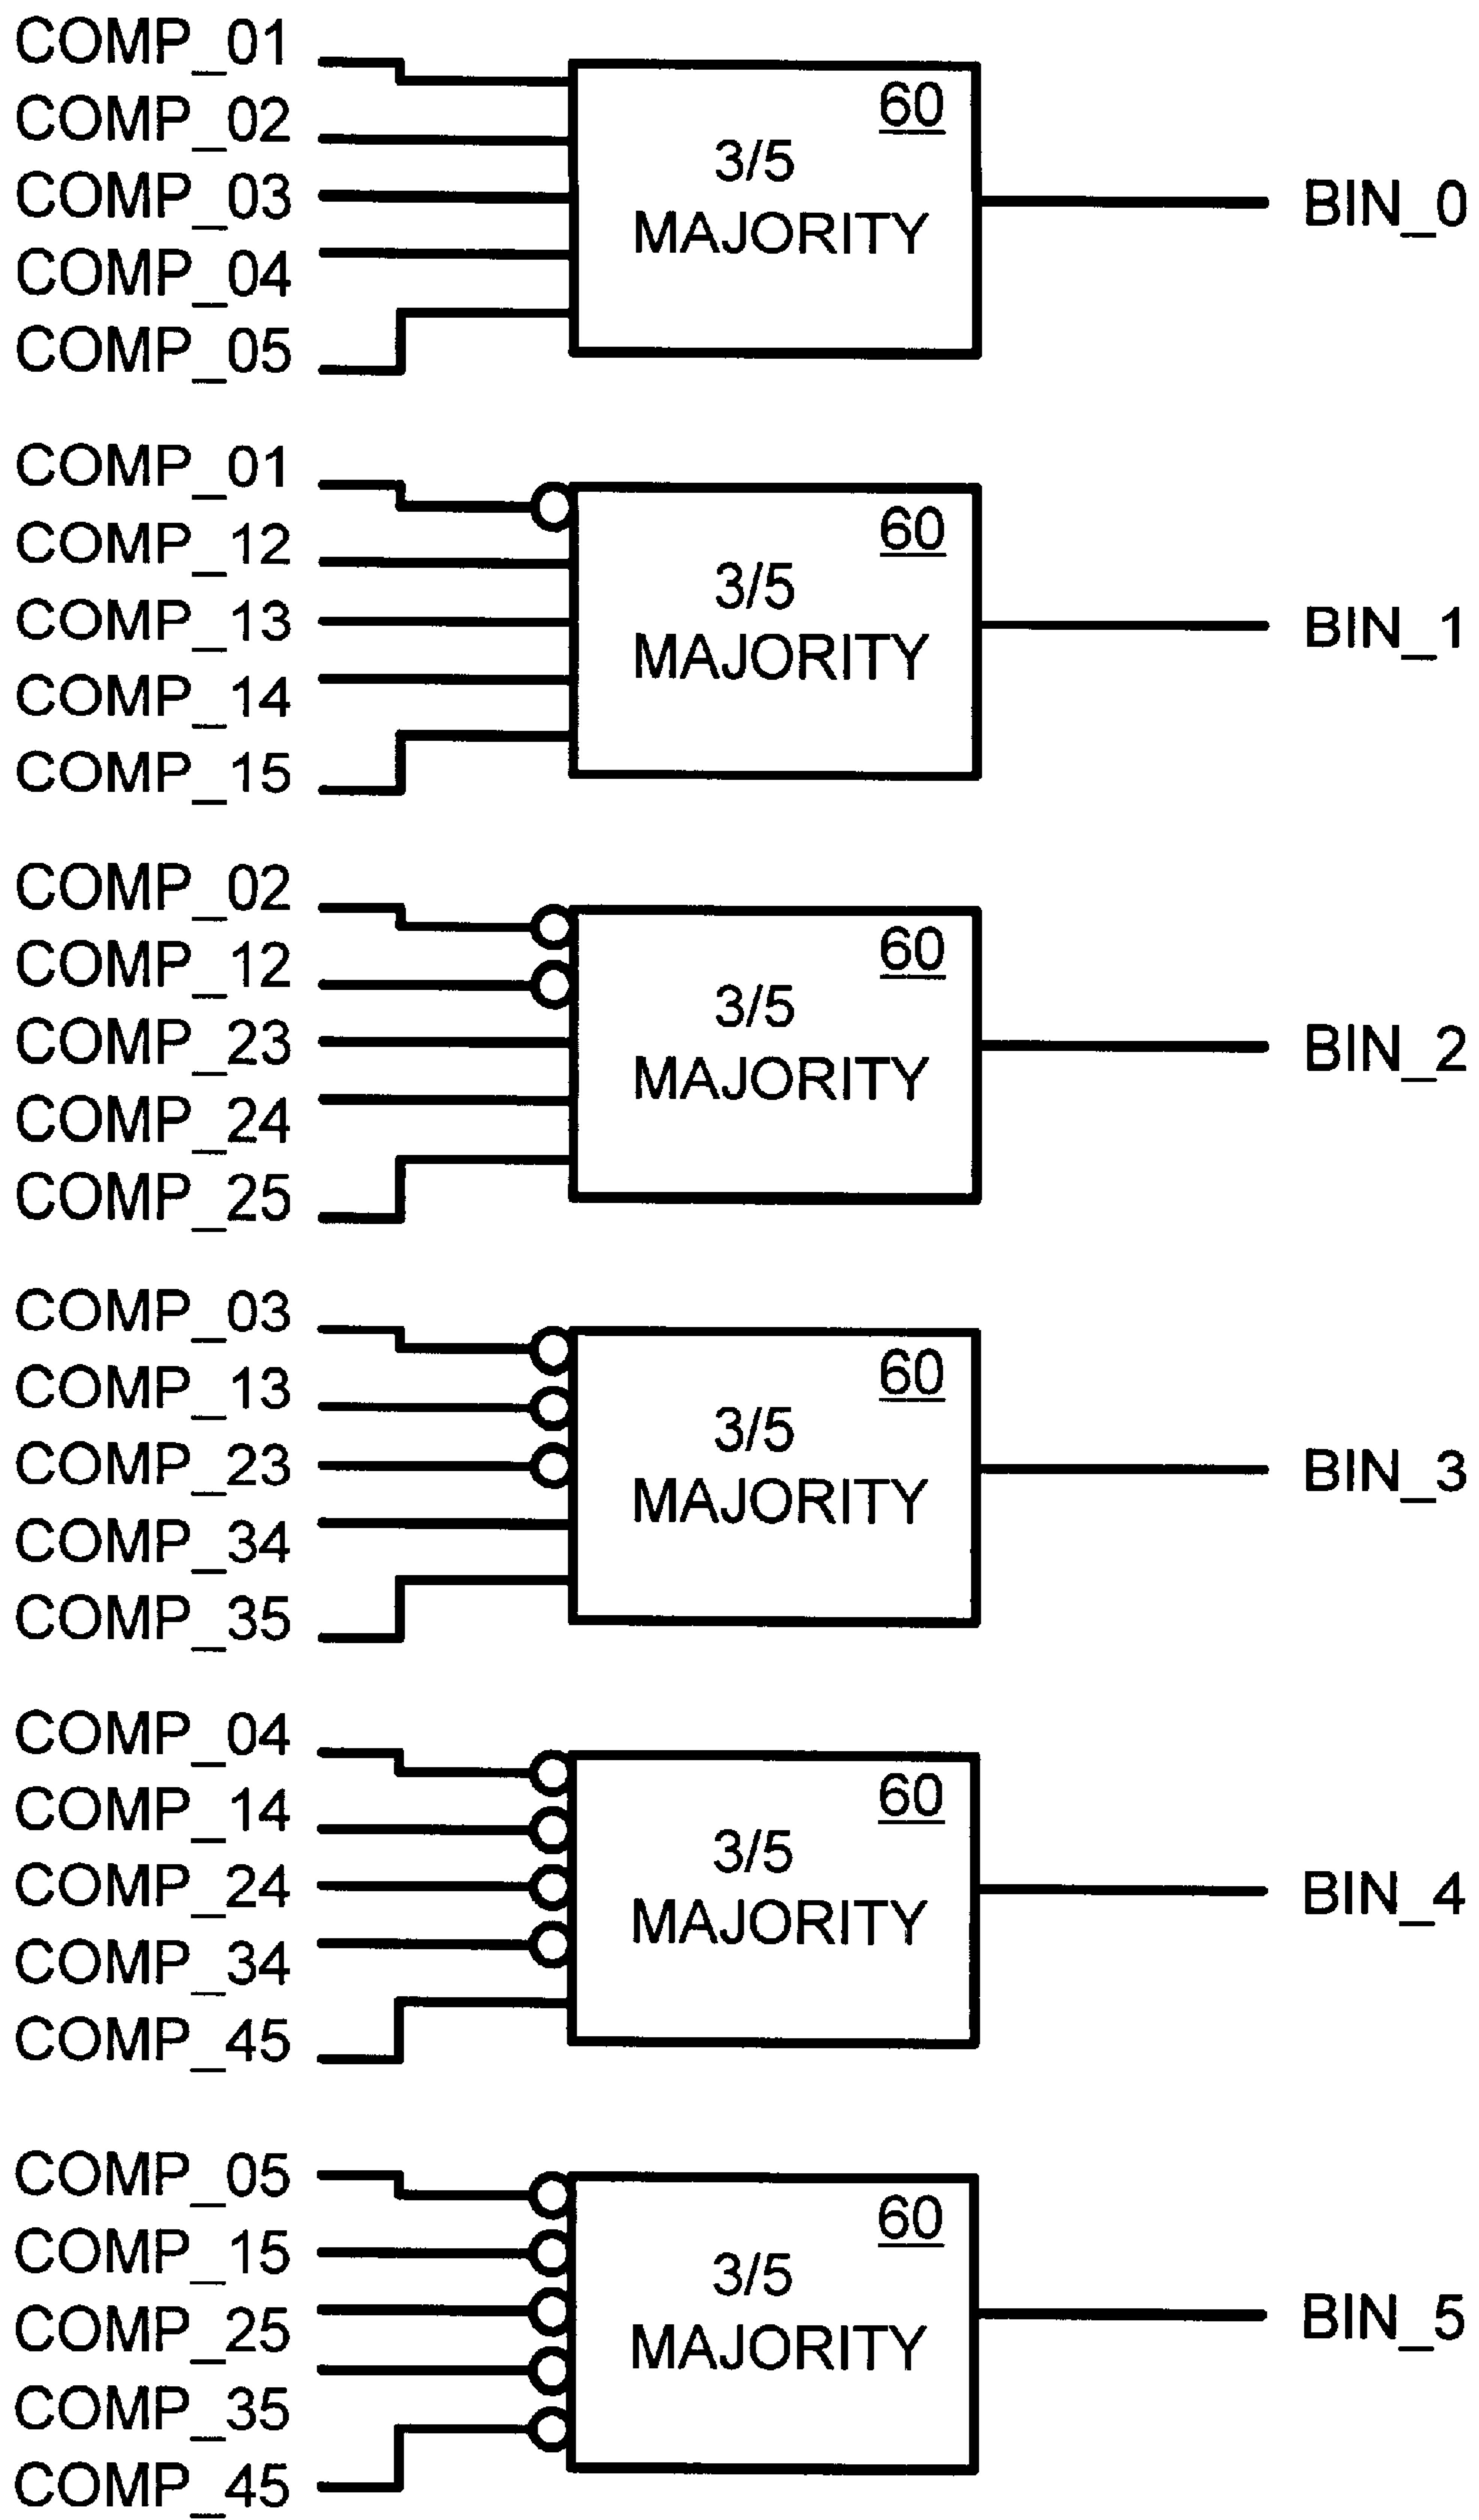 COMP_01
COMP_02
COMP_03
COMP_04
COMP_05
60
3/5
MAJORITY
BIN_0
COMP_01
COMP_12
COMP_13
COMP_14
COMP_15
60
3/5
MAJORITY
BIN_1
COMP_02
COMP_12
COMP_23
COMP_24
COMP_25
60
3/5
MAJORITY
BIN_2
COMP_03
COMP_13
COMP_23
COMP_34
COMP_35
60
3/5
MAJORITY
BIN_3
COMP_04
COMP_14
COMP_24
COMP_34
COMP_45
60
3/5
MAJORITY
BIN_4
COMP_05
COMP_15
COMP_25
COMP_35
COMP_45
60
3/5
MAJORITY
BIN_5